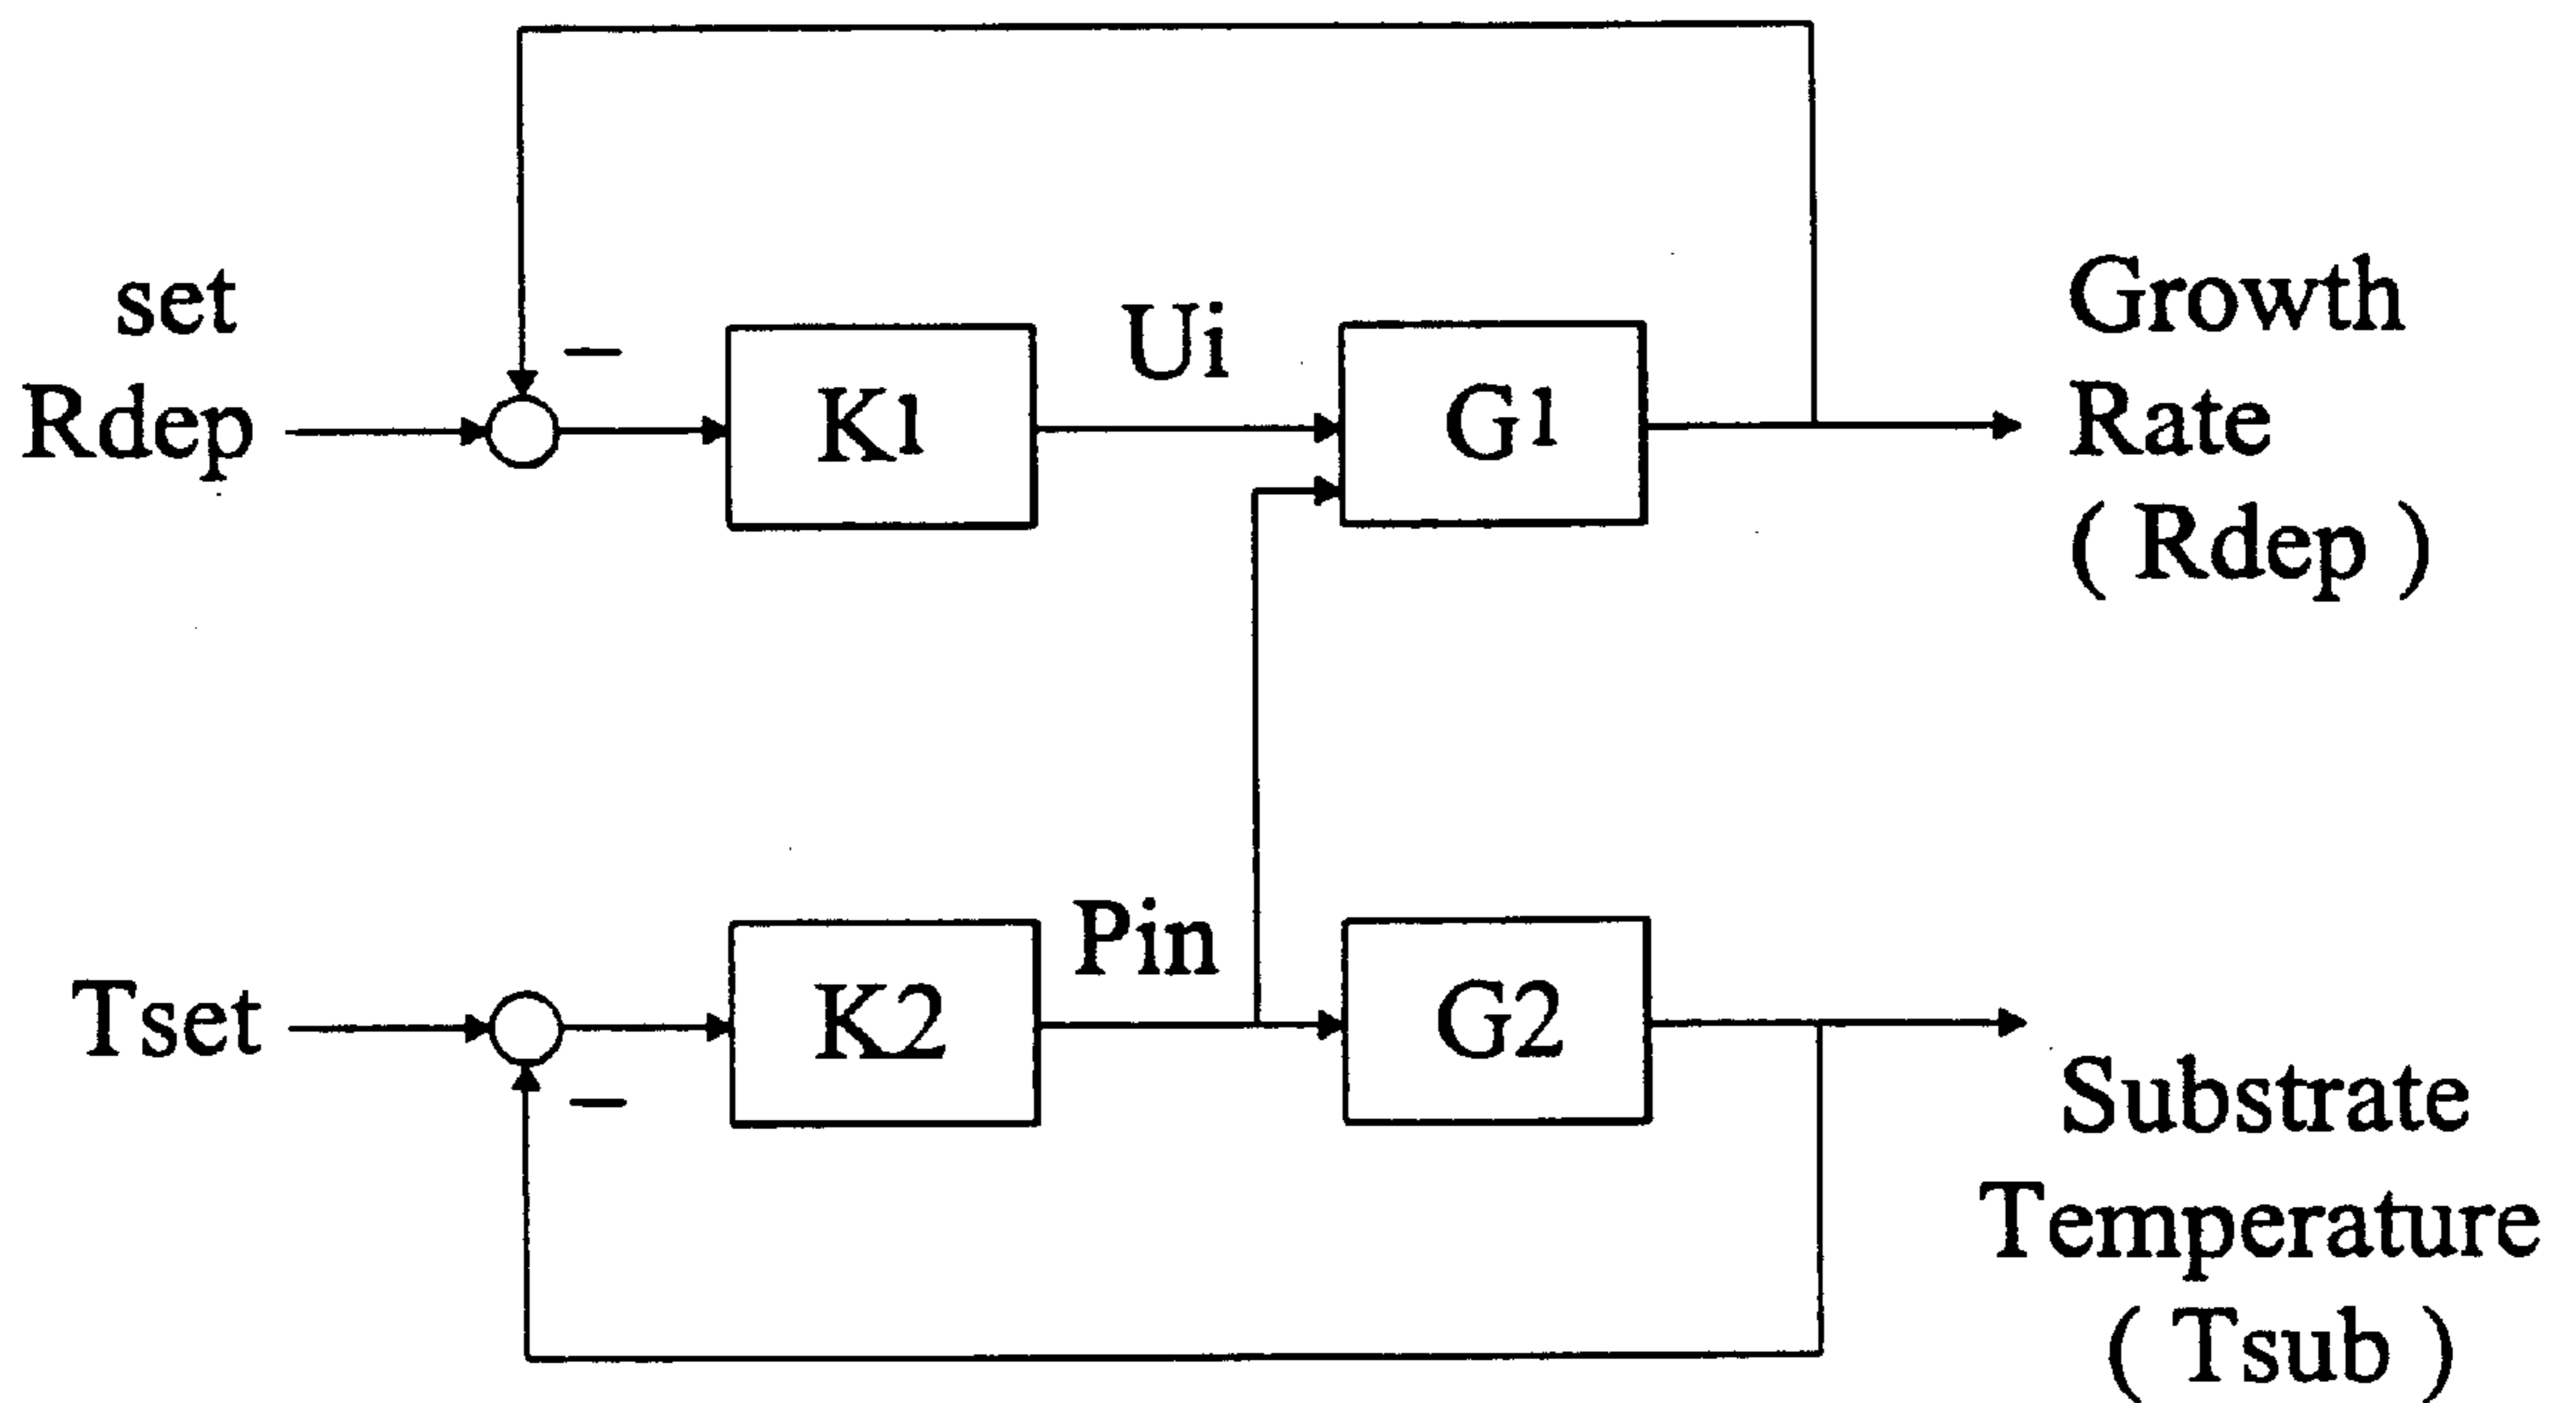 set
Rdep
–
K1
Ui
G1
Growth
Rate
( Rdep )
Tset
–
K2
Pin
G2
Substrate
Temperature
( Tsub )